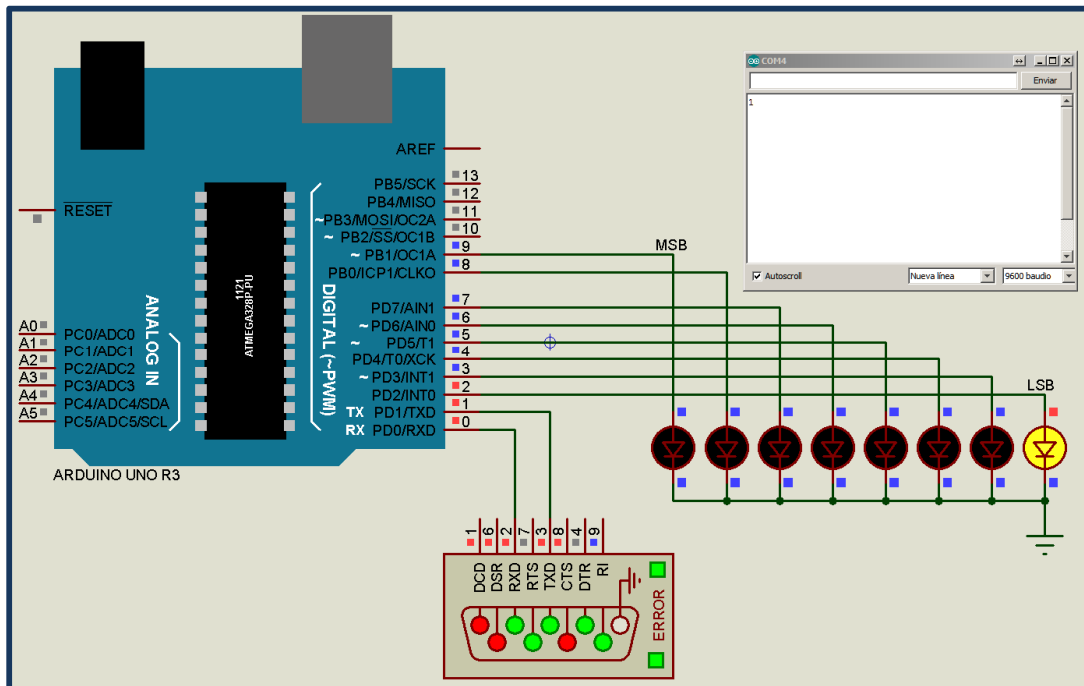 COM4
Enviar
1
Autoscroll
Nueva línea
9600 baudio
AREF
13
PB5/SCK
12
PB4/MISO
11
~PB3/MOSI/OC2A
10
~ PB2/SS/OC1B
9
~ PB1/OC1A
8
PB0/ICP1/CLKO
7
PD7/AIN1
6
~ PD6/AIN0
5
~ PD5/T1
4
PD4/T0/XCK
3
~ PD3/INT1
2
PD2/INT0
1
TX PD1/TXD
0
RX PD0/RXD
RESET
1121
ATMEGA328P-PU
DIGITAL (~PWM)
ANALOG IN
A0 PC0/ADC0
A1 PC1/ADC1
A2 PC2/ADC2
A3 PC3/ADC3
A4 PC4/ADC4/SDA
A5 PC5/ADC5/SCL
ARDUINO UNO R3
MSB
LSB
1 6 2 7 3 8 4 9
DCD DSR RXD RTS TXD CTS DTR RI
ERROR